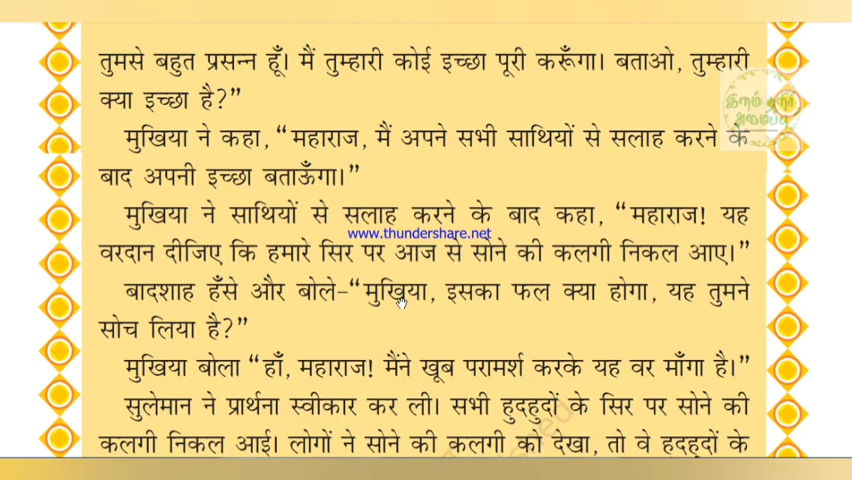 तुमसे बहुत प्रसन्न हूँ। मैं तुम्हारी कोई इच्छा पूरी करूँगा। बताओ, तुम्हारी
क्या इच्छा है?”
मुखिया ने कहा, “महाराज, मैं अपने सभी साथियों से सलाह करने के
बाद अपनी इच्छा बताऊँगा।”
मुखिया ने साथियों से सलाह करने के बाद कहा, “महाराज! यह
www.thundershare.net
वरदान दीजिए कि हमारे सिर पर आज से सोने की कलगी निकल आए।”
बादशाह हँसे और बोले–“मुखिया, इसका फल क्या होगा, यह तुमने
सोच लिया है?”
मुखिया बोला “हाँ, महाराज! मैंने खूब परामर्श करके यह वर माँगा है।”
सुलेमान ने प्रार्थना स्वीकार कर ली। सभी हुदहुदों के सिर पर सोने की
कलगी निकल आई। लोगों ने सोने की कलगी को देखा, तो वे हुदहुदों के